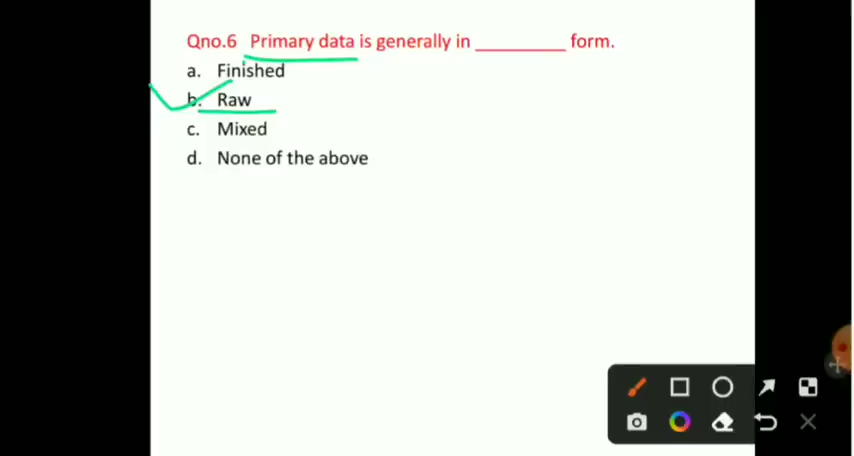 Qno.6 Primary data is generally in __________ form.
a. Finished
b. Raw
c. Mixed
d. None of the above